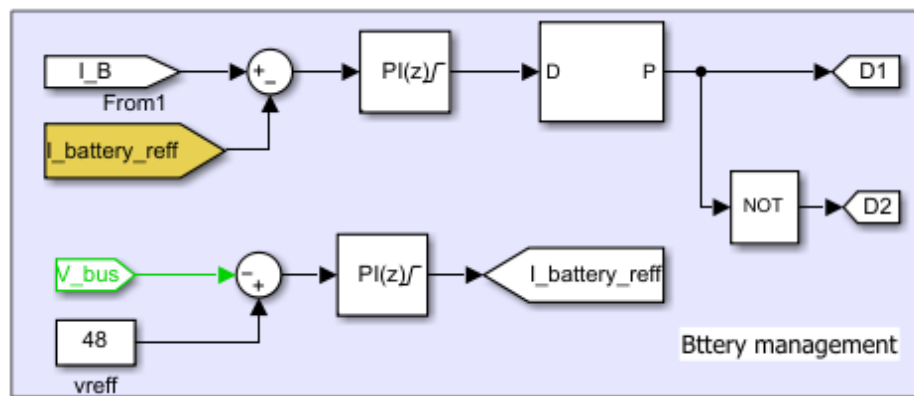 I_B
From1
I_battery_reff
+
-
PI(z)
D
P
D1
NOT
D2
V_bus
-
+
48
vreff
PI(z)
I_battery_reff
Bttery management